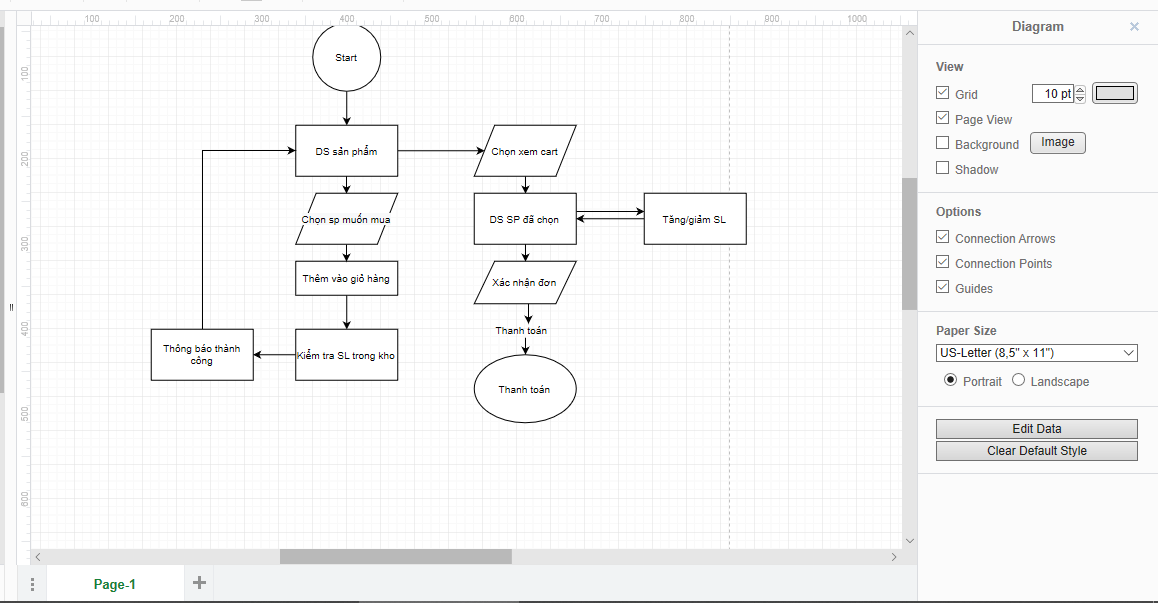 100 200 300 400 500 600 700 800 900 1000
100
200
300
400
500
600
Start
DS sản phẩm
Chọn xem cart
Chọn sp muốn mua
DS SP đã chọn
Tăng/giảm SL
Thêm vào giỏ hàng
Xác nhận đơn
Thanh toán
Thông báo thành
công
Kiểm tra SL trong kho
Thanh toán
Page-1
Diagram
View
Grid
10 pt
Page View
Background
Image
Shadow
Options
Connection Arrows
Connection Points
Guides
Paper Size
US-Letter (8,5" x 11")
Portrait
Landscape
Edit Data
Clear Default Style